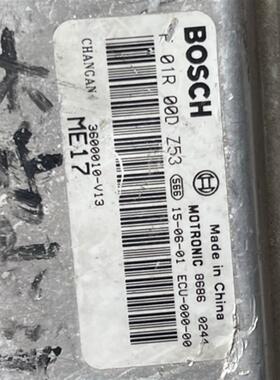 BOSCH
F 01R 00D Z53
566
Made in China
MOTRONIC 8686 0244
15-06-01 ECU-000-00
CHANGAN
3600010-V13
ME17